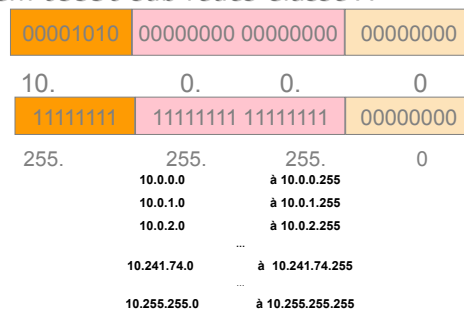 00001010 00000000 00000000 00000000
10. 0. 0. 0
11111111 11111111 11111111 00000000
255. 255. 255. 0
10.0.0.0 à 10.0.0.255
10.0.1.0 à 10.0.1.255
10.0.2.0 à 10.0.2.255
...
10.241.74.0 à 10.241.74.255
...
10.255.255.0 à 10.255.255.255